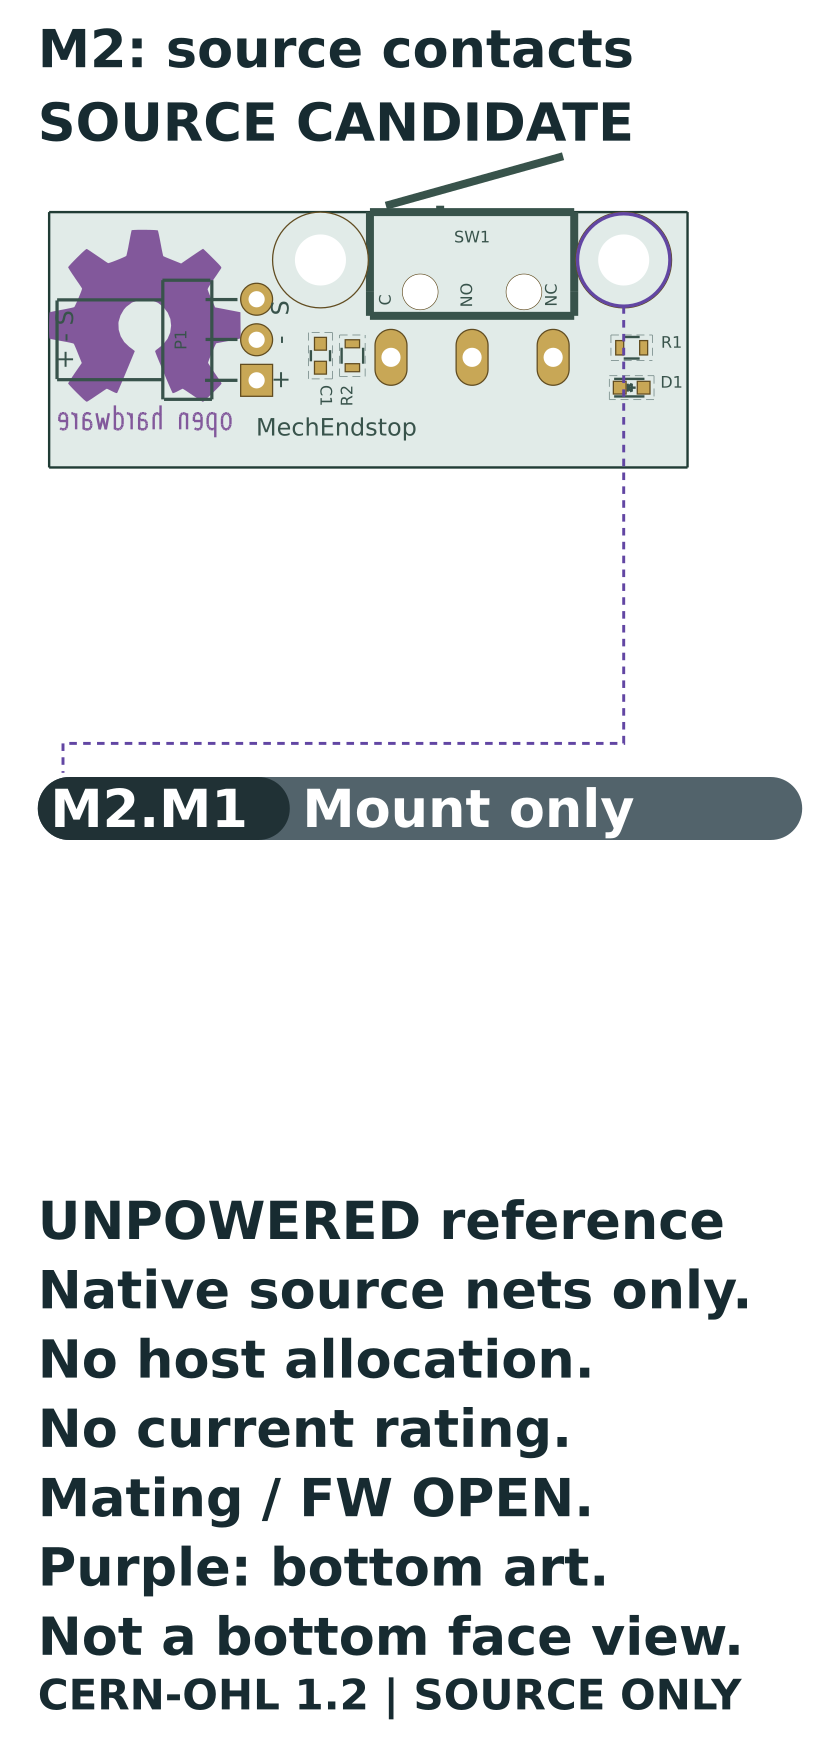 M2: source contacts
SOURCE CANDIDATE
SW1
C
NO
NC
S
-
+
P1
S
-
+
C1
R2
R1
D1
open hardware
MechEndstop
M2.M1 Mount only
UNPOWERED reference
Native source nets only.
No host allocation.
No current rating.
Mating / FW OPEN.
Purple: bottom art.
Not a bottom face view.
CERN-OHL 1.2 | SOURCE ONLY